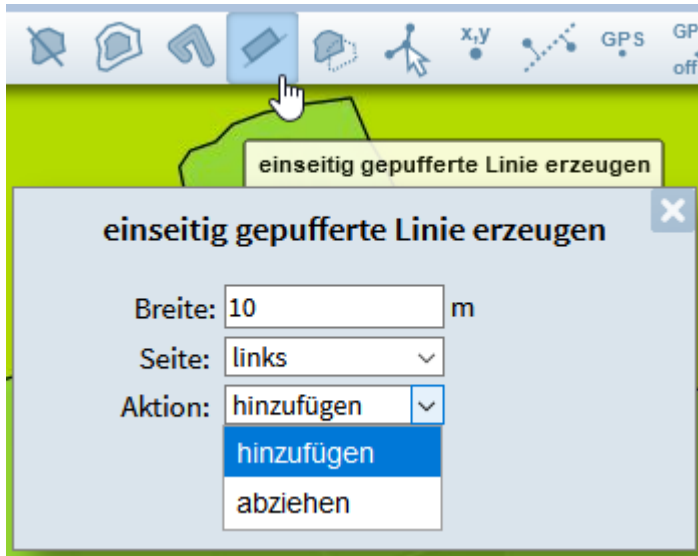 x,y
GPS
GP
off
einseitig gepufferte Linie erzeugen
einseitig gepufferte Linie erzeugen
Breite: 10 m
Seite: links
Aktion: hinzufügen
hinzufügen
abziehen